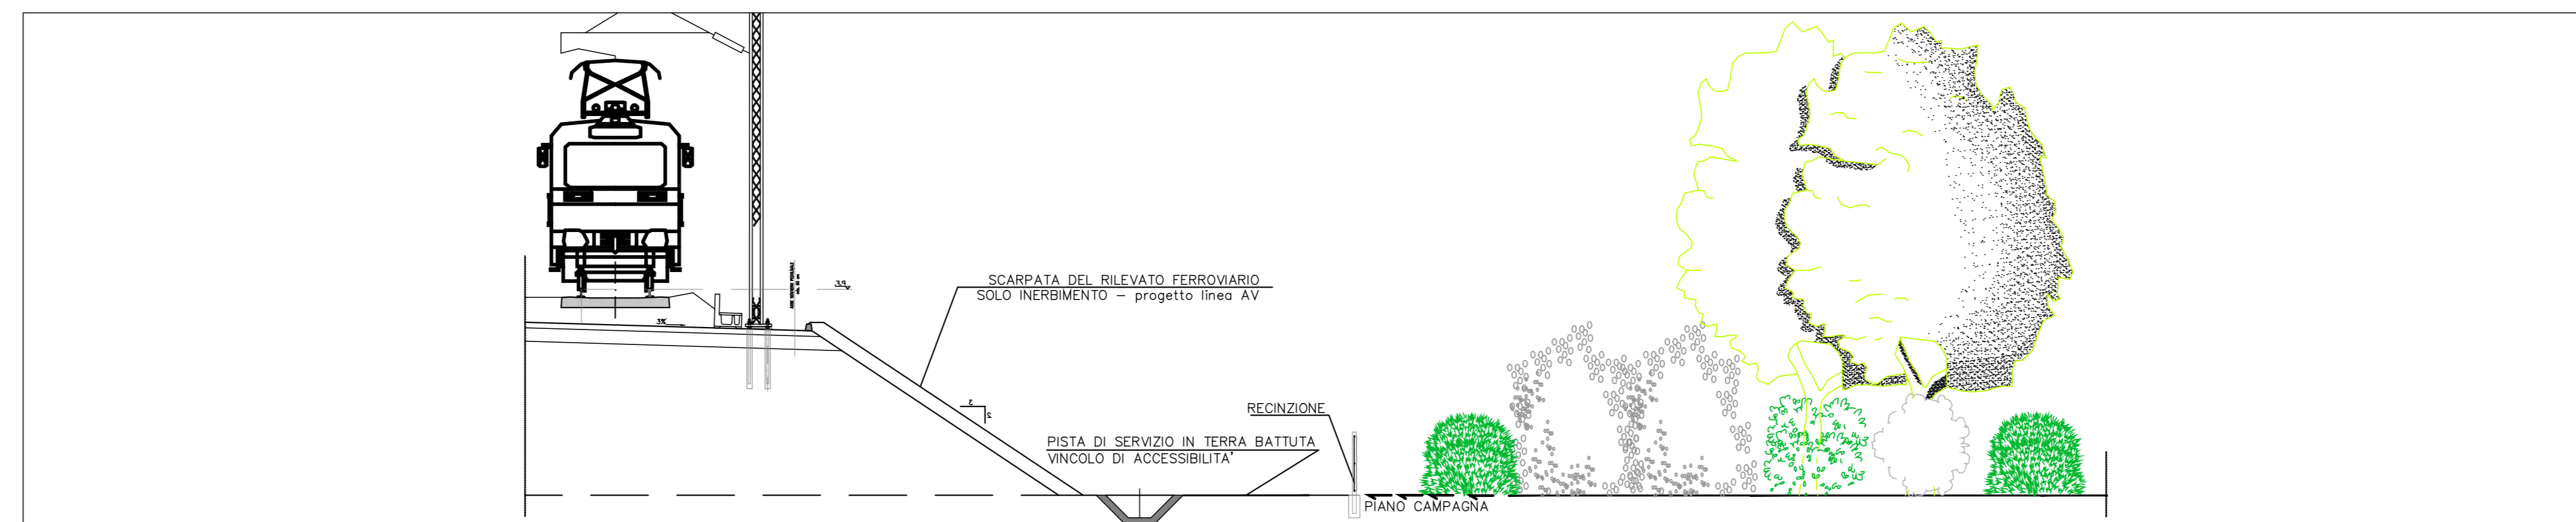 SCARPATA DEL RILEVATO FERROVIARIO
SOLO INERBIMENTO – progetto linea AV
3%
RECINZIONE
PISTA DI SERVIZIO IN TERRA BATTUTA
VINCOLO DI ACCESSIBILITA'
PIANO CAMPAGNA